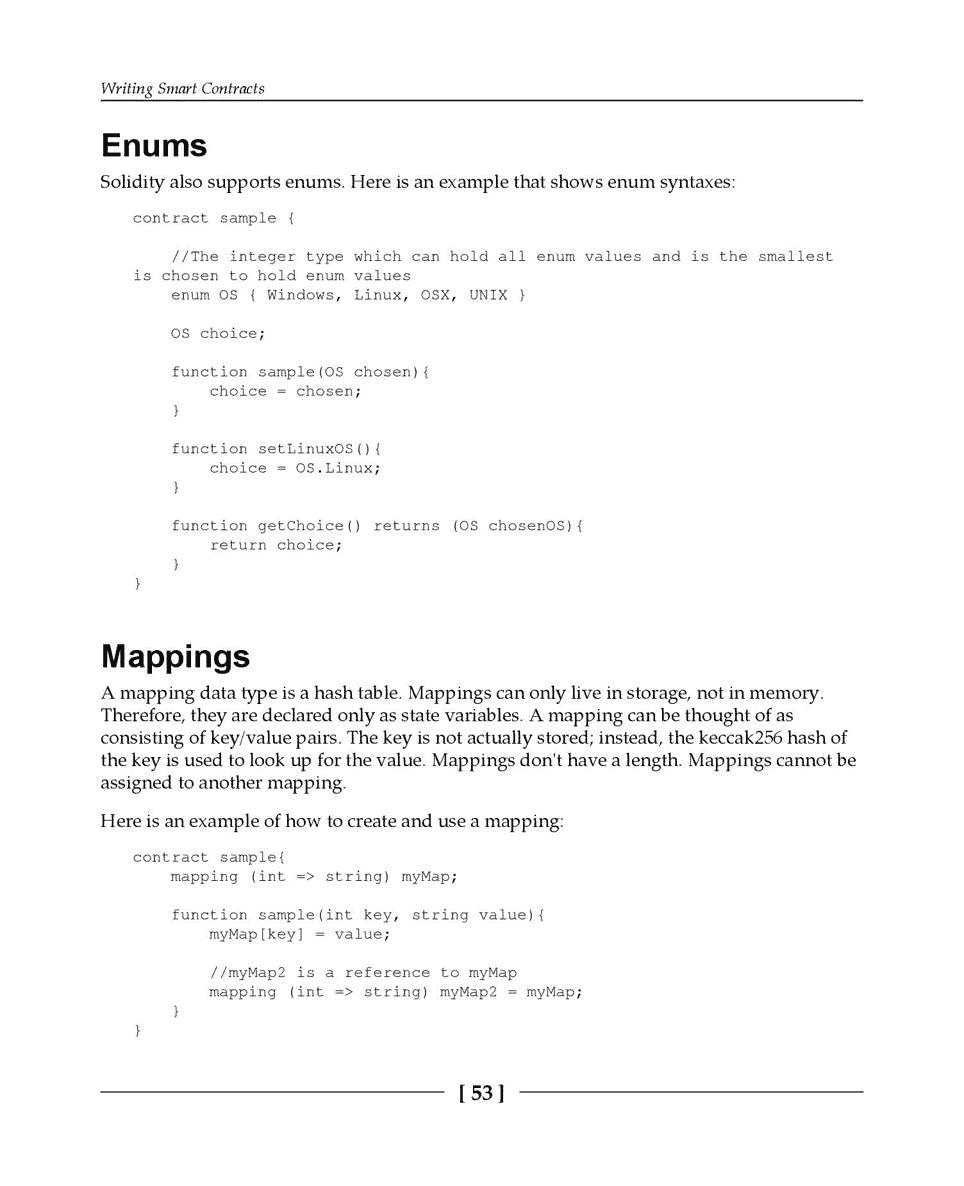 Writing Smart Contracts
Enums
Solidity also supports enums. Here is an example that shows enum syntaxes:
contract sample {
//The integer type which can hold all enum values and is the smallest
is chosen to hold enum values
enum OS { Windows, Linux, OSX, UNIX }
OS choice;
function sample(OS chosen){
choice = chosen;
}
function setLinuxOS(){
choice = OS.Linux;
}
function getChoice() returns (OS chosenOS){
return choice;
}
}
Mappings
A mapping data type is a hash table. Mappings can only live in storage, not in memory.
Therefore, they are declared only as state variables. A mapping can be thought of as
consisting of key/value pairs. The key is not actually stored; instead, the keccak256 hash of
the key is used to look up for the value. Mappings don't have a length. Mappings cannot be
assigned to another mapping.
Here is an example of how to create and use a mapping:
contract sample{
mapping (int => string) myMap;
function sample(int key, string value){
myMap[key] = value;
//myMap2 is a reference to myMap
mapping (int => string) myMap2 = myMap;
}
}
[ 53 ]